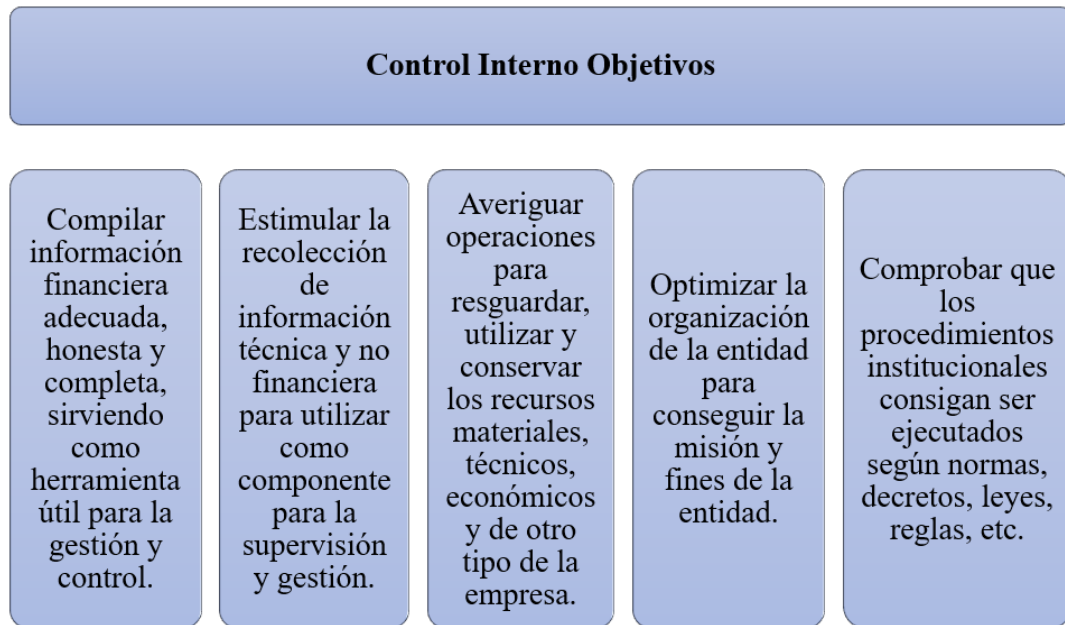 Control Interno Objetivos
Compilar
información
financiera
adecuada,
honesta y
completa,
sirviendo
como
herramienta
útil para la
gestión y
control.
Estimular la
recolección
de
información
técnica y no
financiera
para utilizar
como
componente
para la
supervisión
y gestión.
Averiguar
operaciones
para
resguardar,
utilizar y
conservar
los recursos
materiales,
técnicos,
económicos
y de otro
tipo de la
empresa.
Optimizar la
organización
de la entidad
para
conseguir la
misión y
fines de la
entidad.
Comprobar que
los
procedimientos
institucionales
consigan ser
ejecutados
según normas,
decretos, leyes,
reglas, etc.